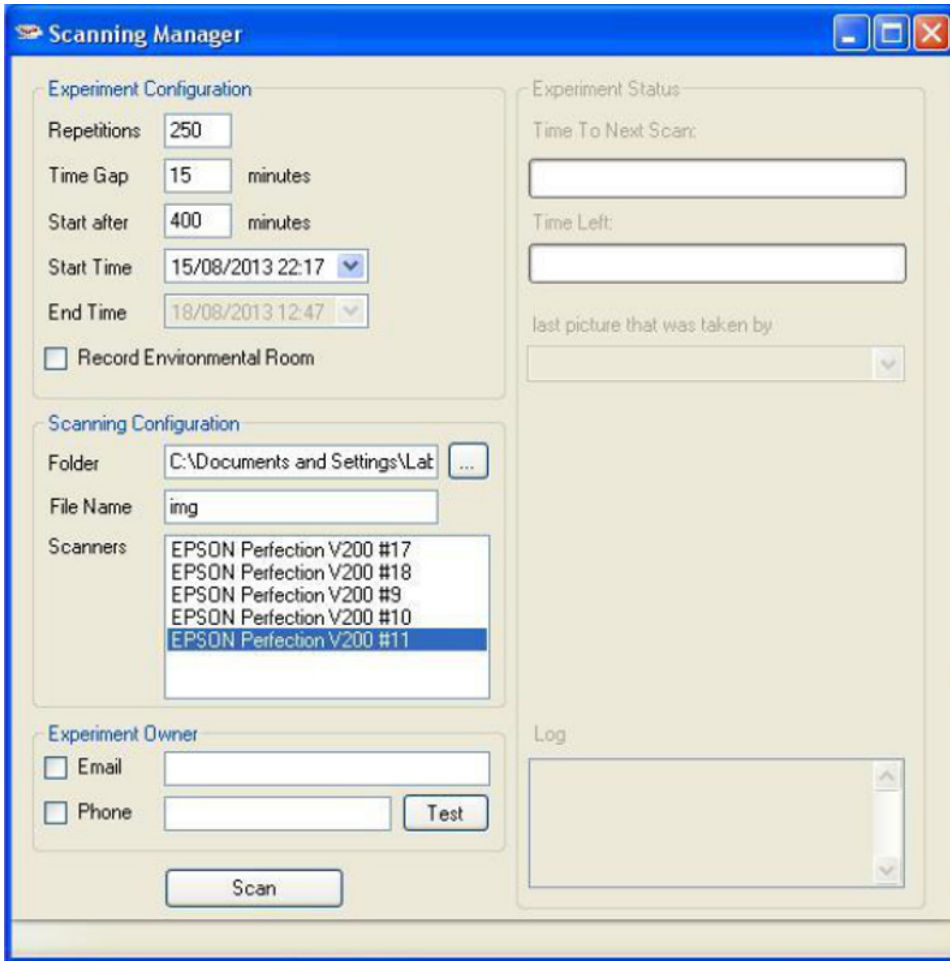 Scanning Manager
Experiment Configuration
Repetitions 250
Time Gap 15 minutes
Start after 400 minutes
Start Time 15/08/2013 22:17
End Time 18/08/2013 12:47
Record Environmental Room
Scanning Configuration
Folder C:\Documents and Settings\Lab ...
File Name img
Scanners EPSON Perfection V200 #17
EPSON Perfection V200 #18
EPSON Perfection V200 #9
EPSON Perfection V200 #10
EPSON Perfection V200 #11
Experiment Owner
Email
Phone Test
Scan
Experiment Status
Time To Next Scan:
Time Left:
last picture that was taken by
Log